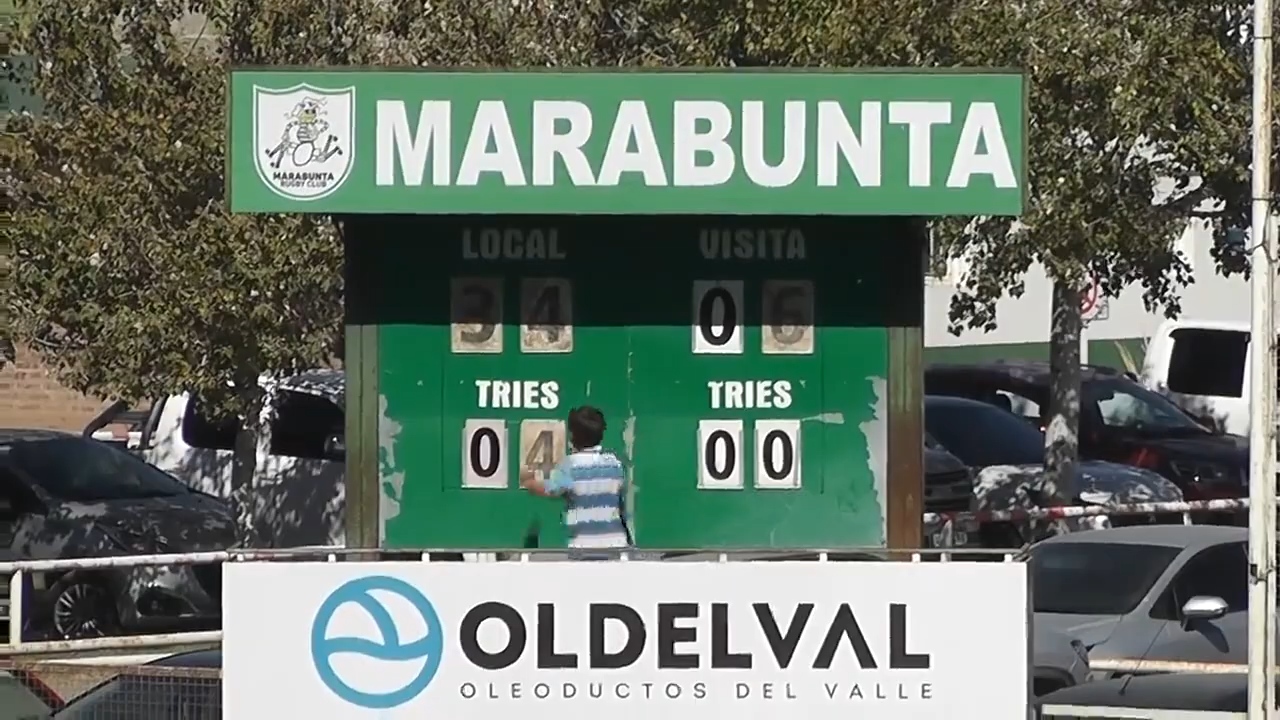 MARABUNTA
RUGBY CLUB
MARABUNTA
LOCAL VISITA
34 06
TRIES TRIES
04 00
OLDELVAL
OLEODUCTOS DEL VALLE